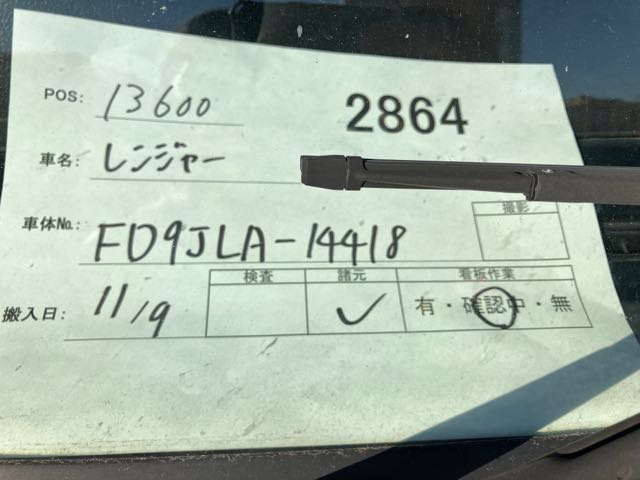 POS: 13600
2864
車名: レンジャー
撮影
車体No.: FD9JLA-14418
検査 諸元 看板作業
搬入日: 11/9 ✓ 有・確認中・無